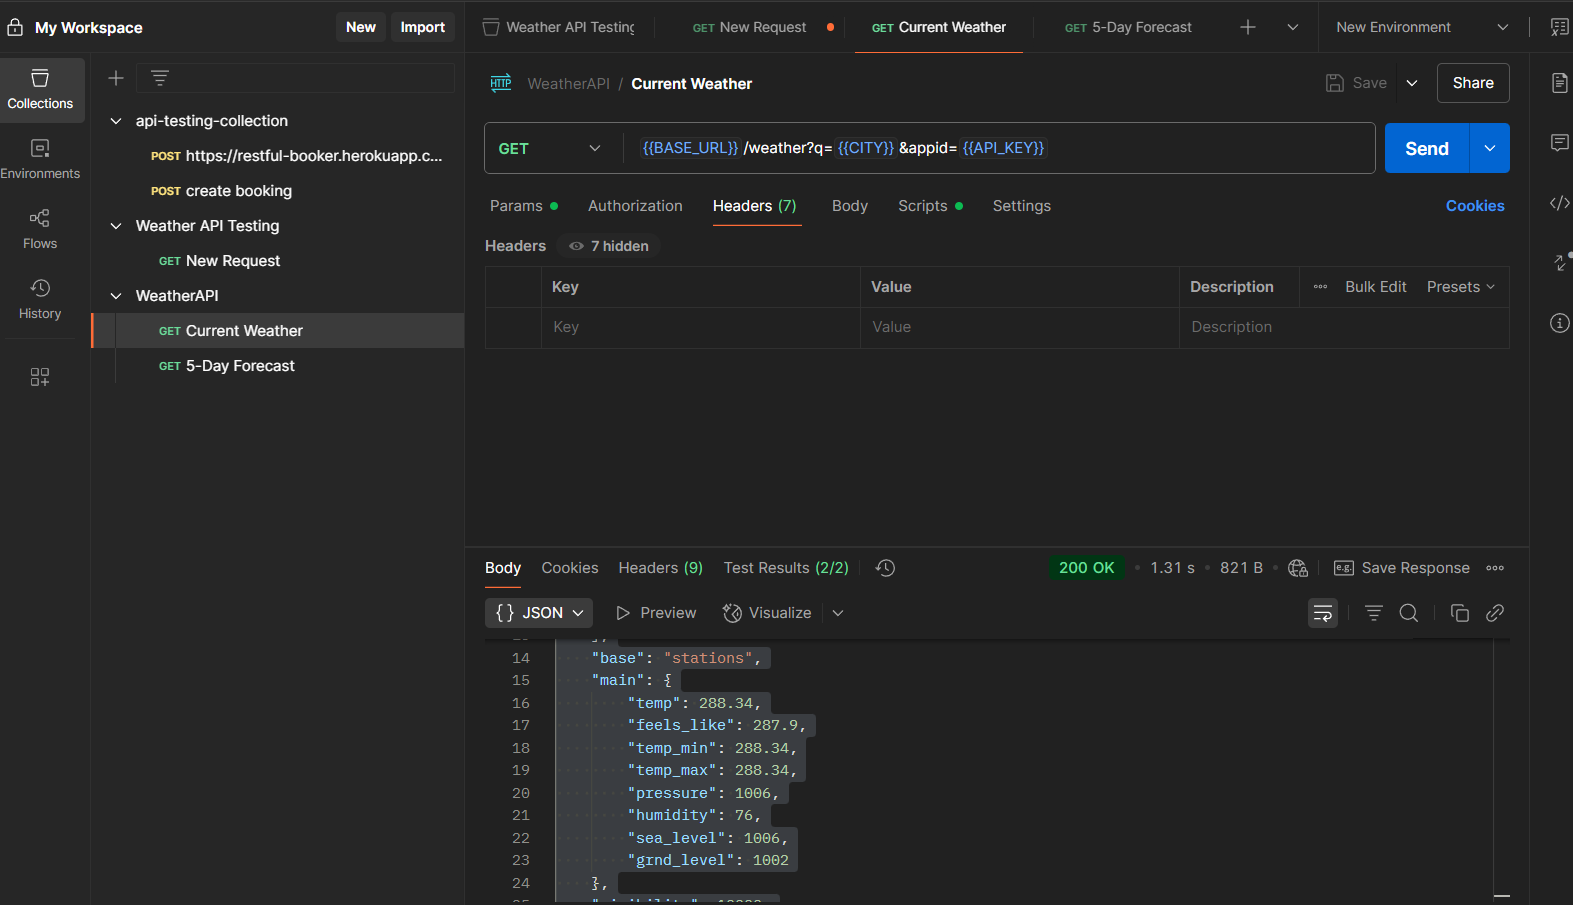 My Workspace
New
Import
Weather API Testing
GET New Request
GET Current Weather
GET 5-Day Forecast
New Environment
Collections
Environments
Flows
History
api-testing-collection
POST https://restful-booker.herokuapp.c...
POST create booking
Weather API Testing
GET New Request
WeatherAPI
GET Current Weather
GET 5-Day Forecast
HTTP WeatherAPI / Current Weather
Save
Share
GET
{{BASE_URL}} /weather?q= {{CITY}} &appid= {{API_KEY}}
Send
Params
Authorization
Headers (7)
Body
Scripts
Settings
Cookies
Headers
7 hidden
Key
Value
Description
Bulk Edit
Presets
Key
Value
Description
Body
Cookies
Headers (9)
Test Results (2/2)
200 OK
1.31 s
821 B
e.g. Save Response
{} JSON
Preview
Visualize
14 "base": "stations",
15 "main": {
16 "temp": 288.34,
17 "feels_like": 287.9,
18 "temp_min": 288.34,
19 "temp_max": 288.34,
20 "pressure": 1006,
21 "humidity": 76,
22 "sea_level": 1006,
23 "grnd_level": 1002
24 },